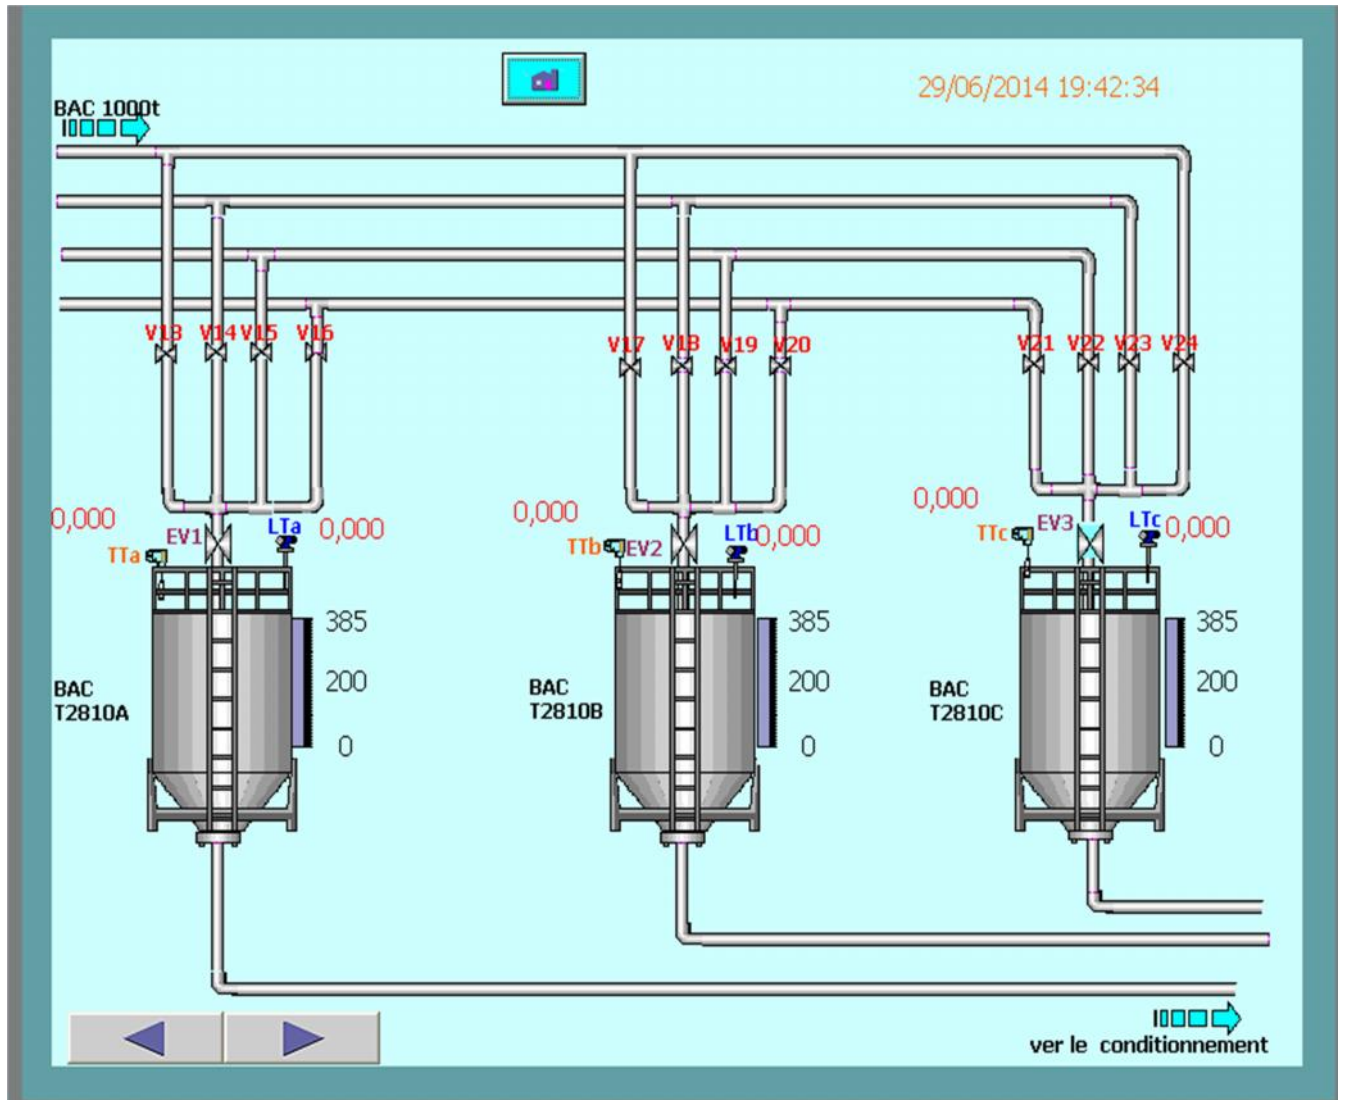 29/06/2014 19:42:34
BAC 1000t
V13 V14 V15 V16
V17 V18 V19 V20
V21 V22 V23 V24
0,000
EV1
LTa
0,000
TTa
0,000
TTb
EV2
LTb
0,000
0,000
TTc
EV3
LTc
0,000
385
200
0
BAC
T2810A
385
200
0
BAC
T2810B
385
200
0
BAC
T2810C
ver le conditionnement